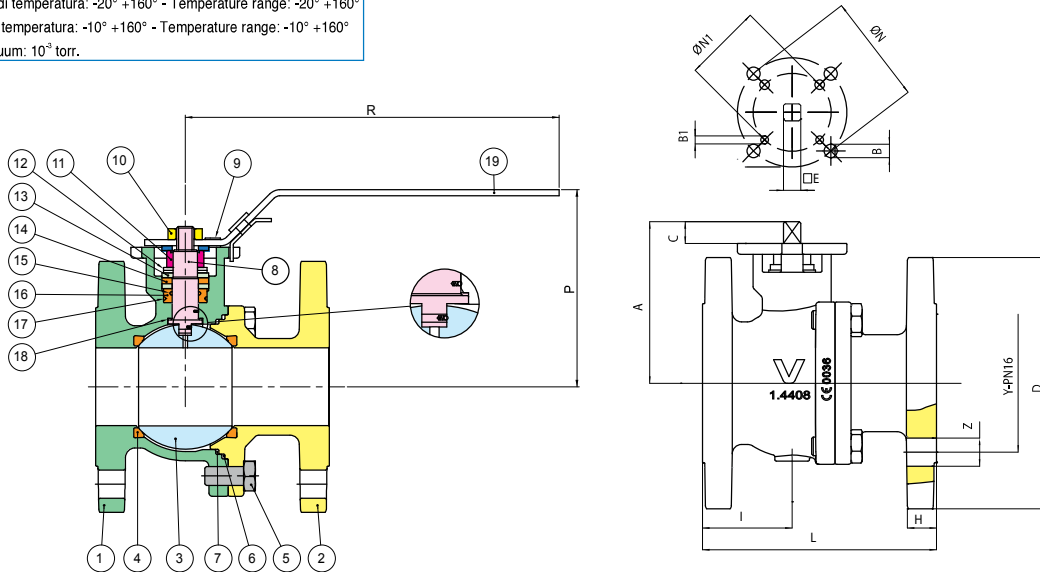 di temperatura: -20° +160° - Temperature range: -20° +160°
temperatura: -10° +160° - Temperature range: -10° +160°
10⁻³ torr.
ØN1
ØN
B1
B
□E
R
12
11
10
9
19
13
14
15
16
17
18
8
P
1
4
3
7
6
5
2
C
A
V
1.4408
CE 0036
Y-PN16
D
Z
I
H
L